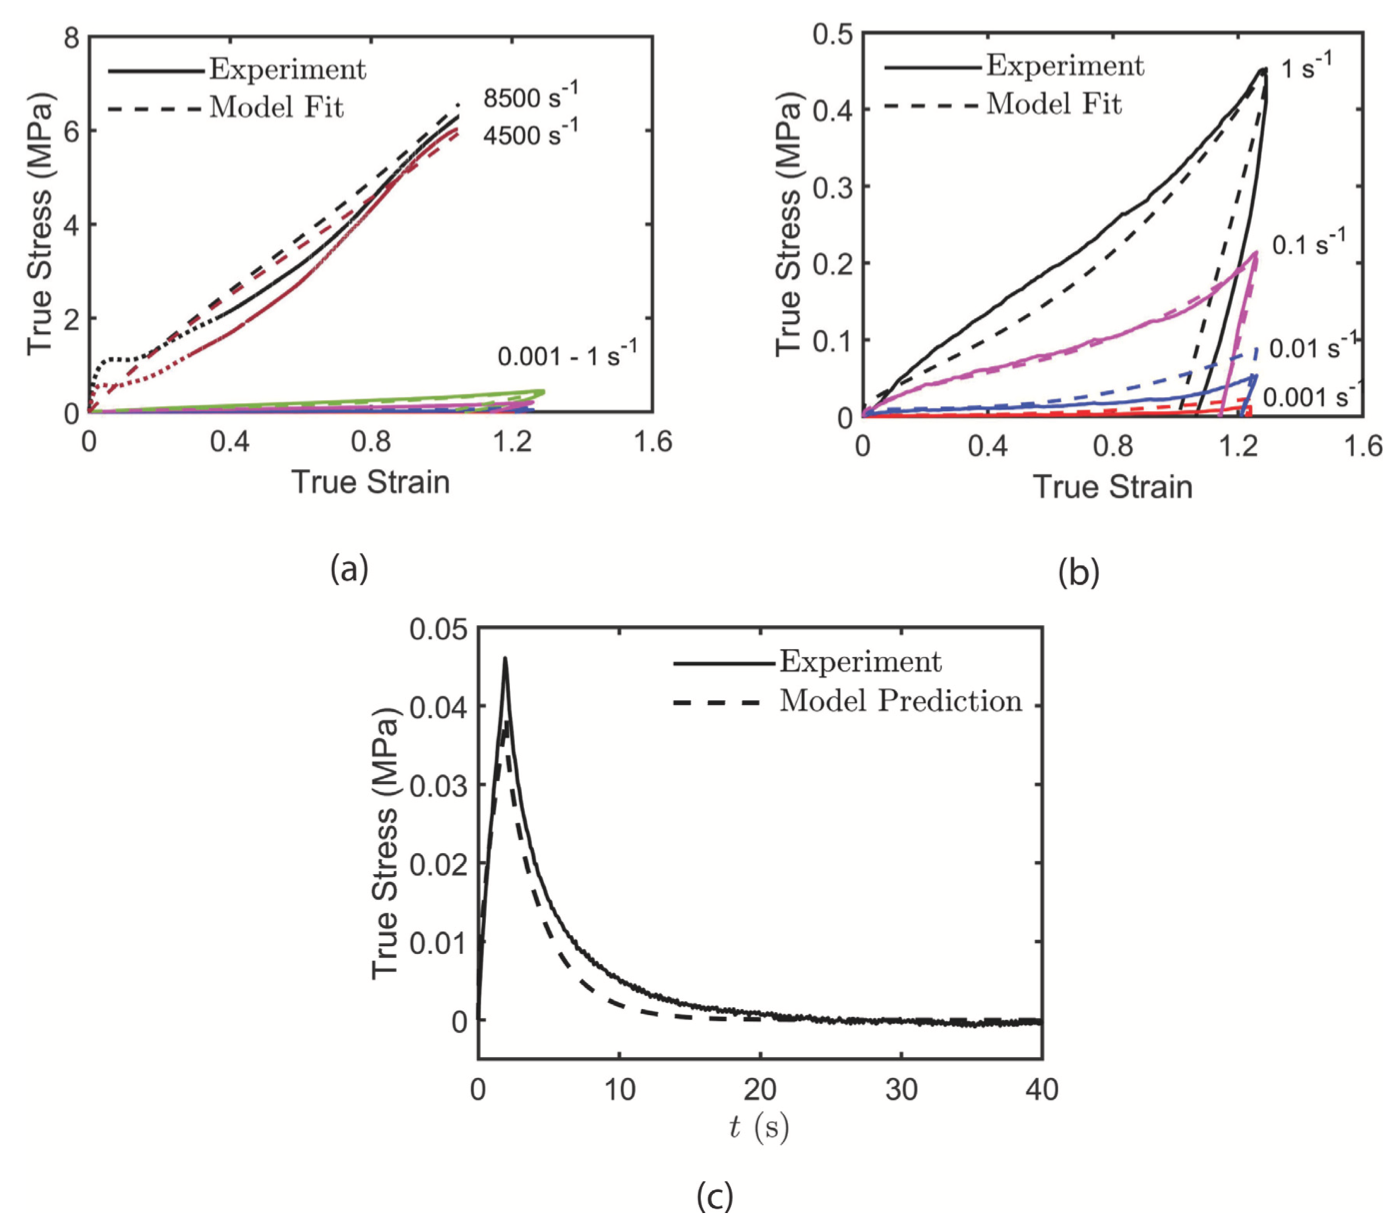 8
6
4
2
0
True Stress (MPa)
Experiment
Model Fit
8500 s⁻¹
4500 s⁻¹
0.001 - 1 s⁻¹
0 0.4 0.8 1.2 1.6
True Strain
(a)
0.5
0.4
0.3
0.2
0.1
0
True Stress (MPa)
Experiment
Model Fit
1 s⁻¹
0.1 s⁻¹
0.01 s⁻¹
0.001 s⁻¹
0 0.4 0.8 1.2 1.6
True Strain
(b)
0.05
0.04
0.03
0.02
0.01
0
True Stress (MPa)
Experiment
Model Prediction
0 10 20 30 40
t (s)
(c)